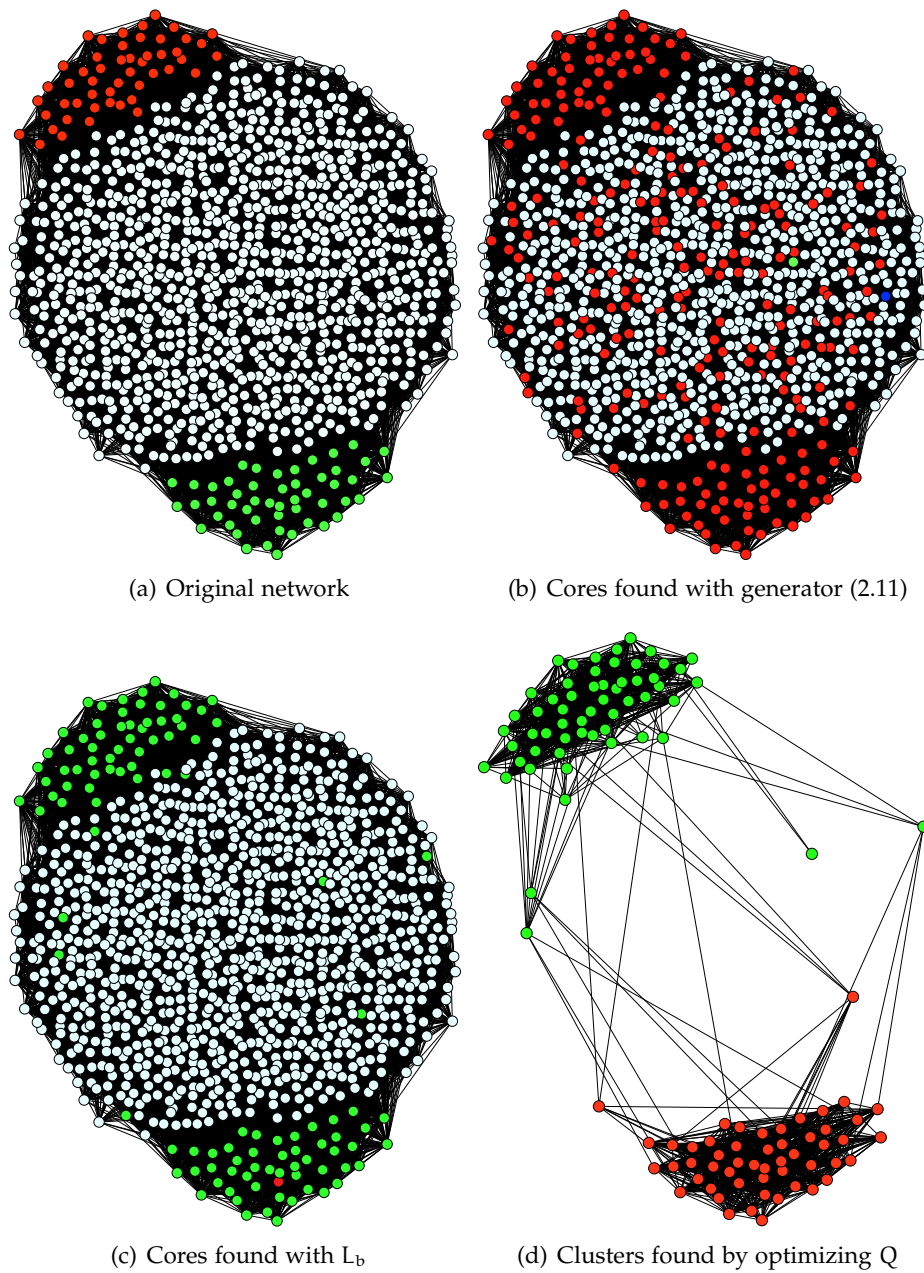 (a) Original network
(b) Cores found with generator (2.11)
(c) Cores found with L_b
(d) Clusters found by optimizing Q